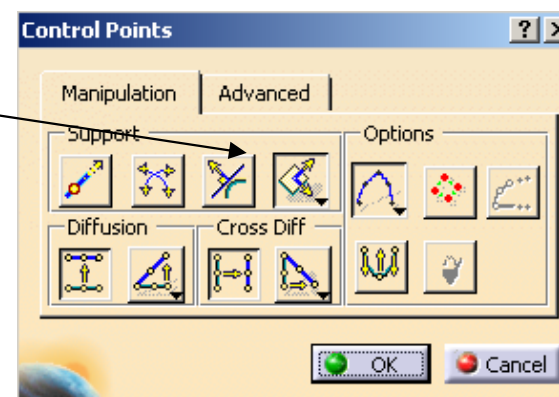 Control Points
Manipulation Advanced
Support Options
Diffusion Cross Diff
OK Cancel